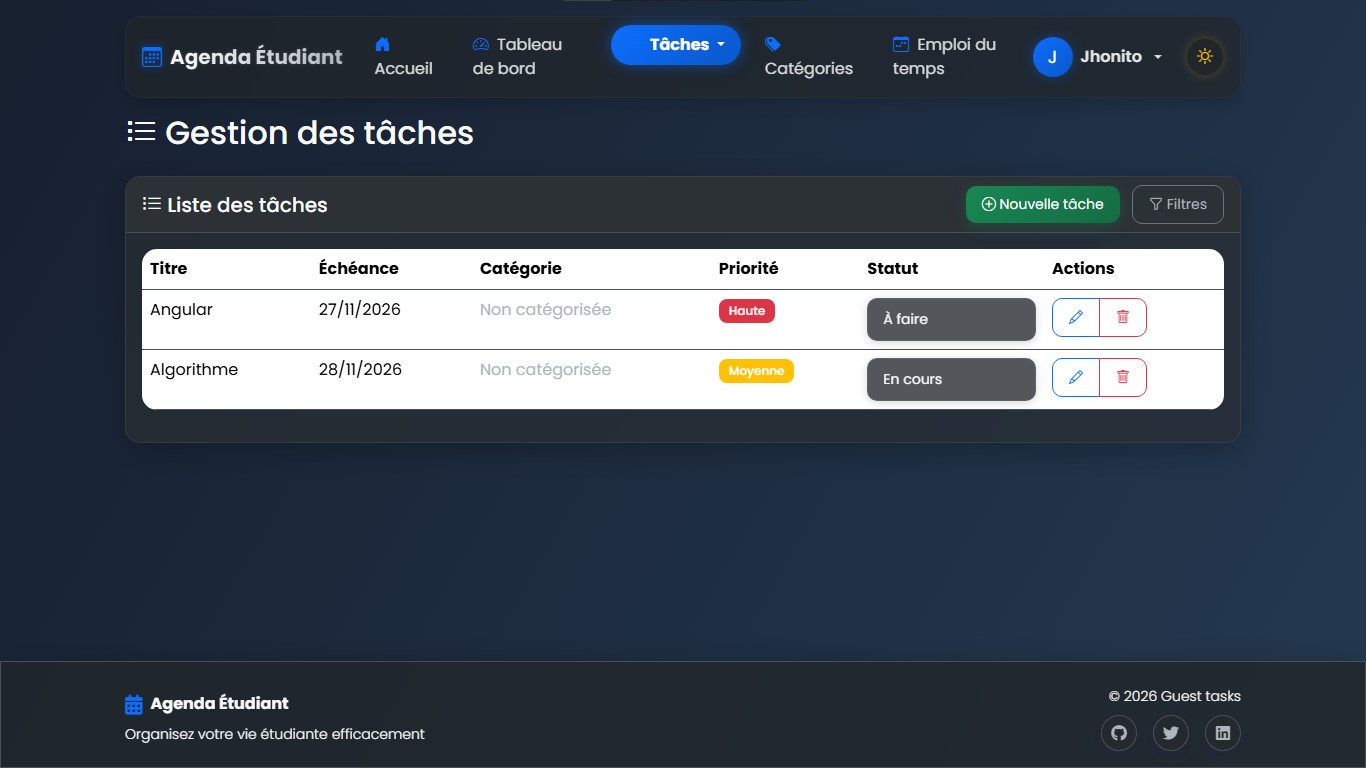 Agenda Étudiant
Accueil
Tableau
de bord
Tâches
Catégories
Emploi du
temps
J
Jhonito
Gestion des tâches
Liste des tâches
Nouvelle tâche
Filtres
Titre Échéance Catégorie Priorité Statut Actions
Angular 27/11/2026 Non catégorisée Haute À faire
Algorithme 28/11/2026 Non catégorisée Moyenne En cours
Agenda Étudiant
Organisez votre vie étudiante efficacement
© 2026 Guest tasks